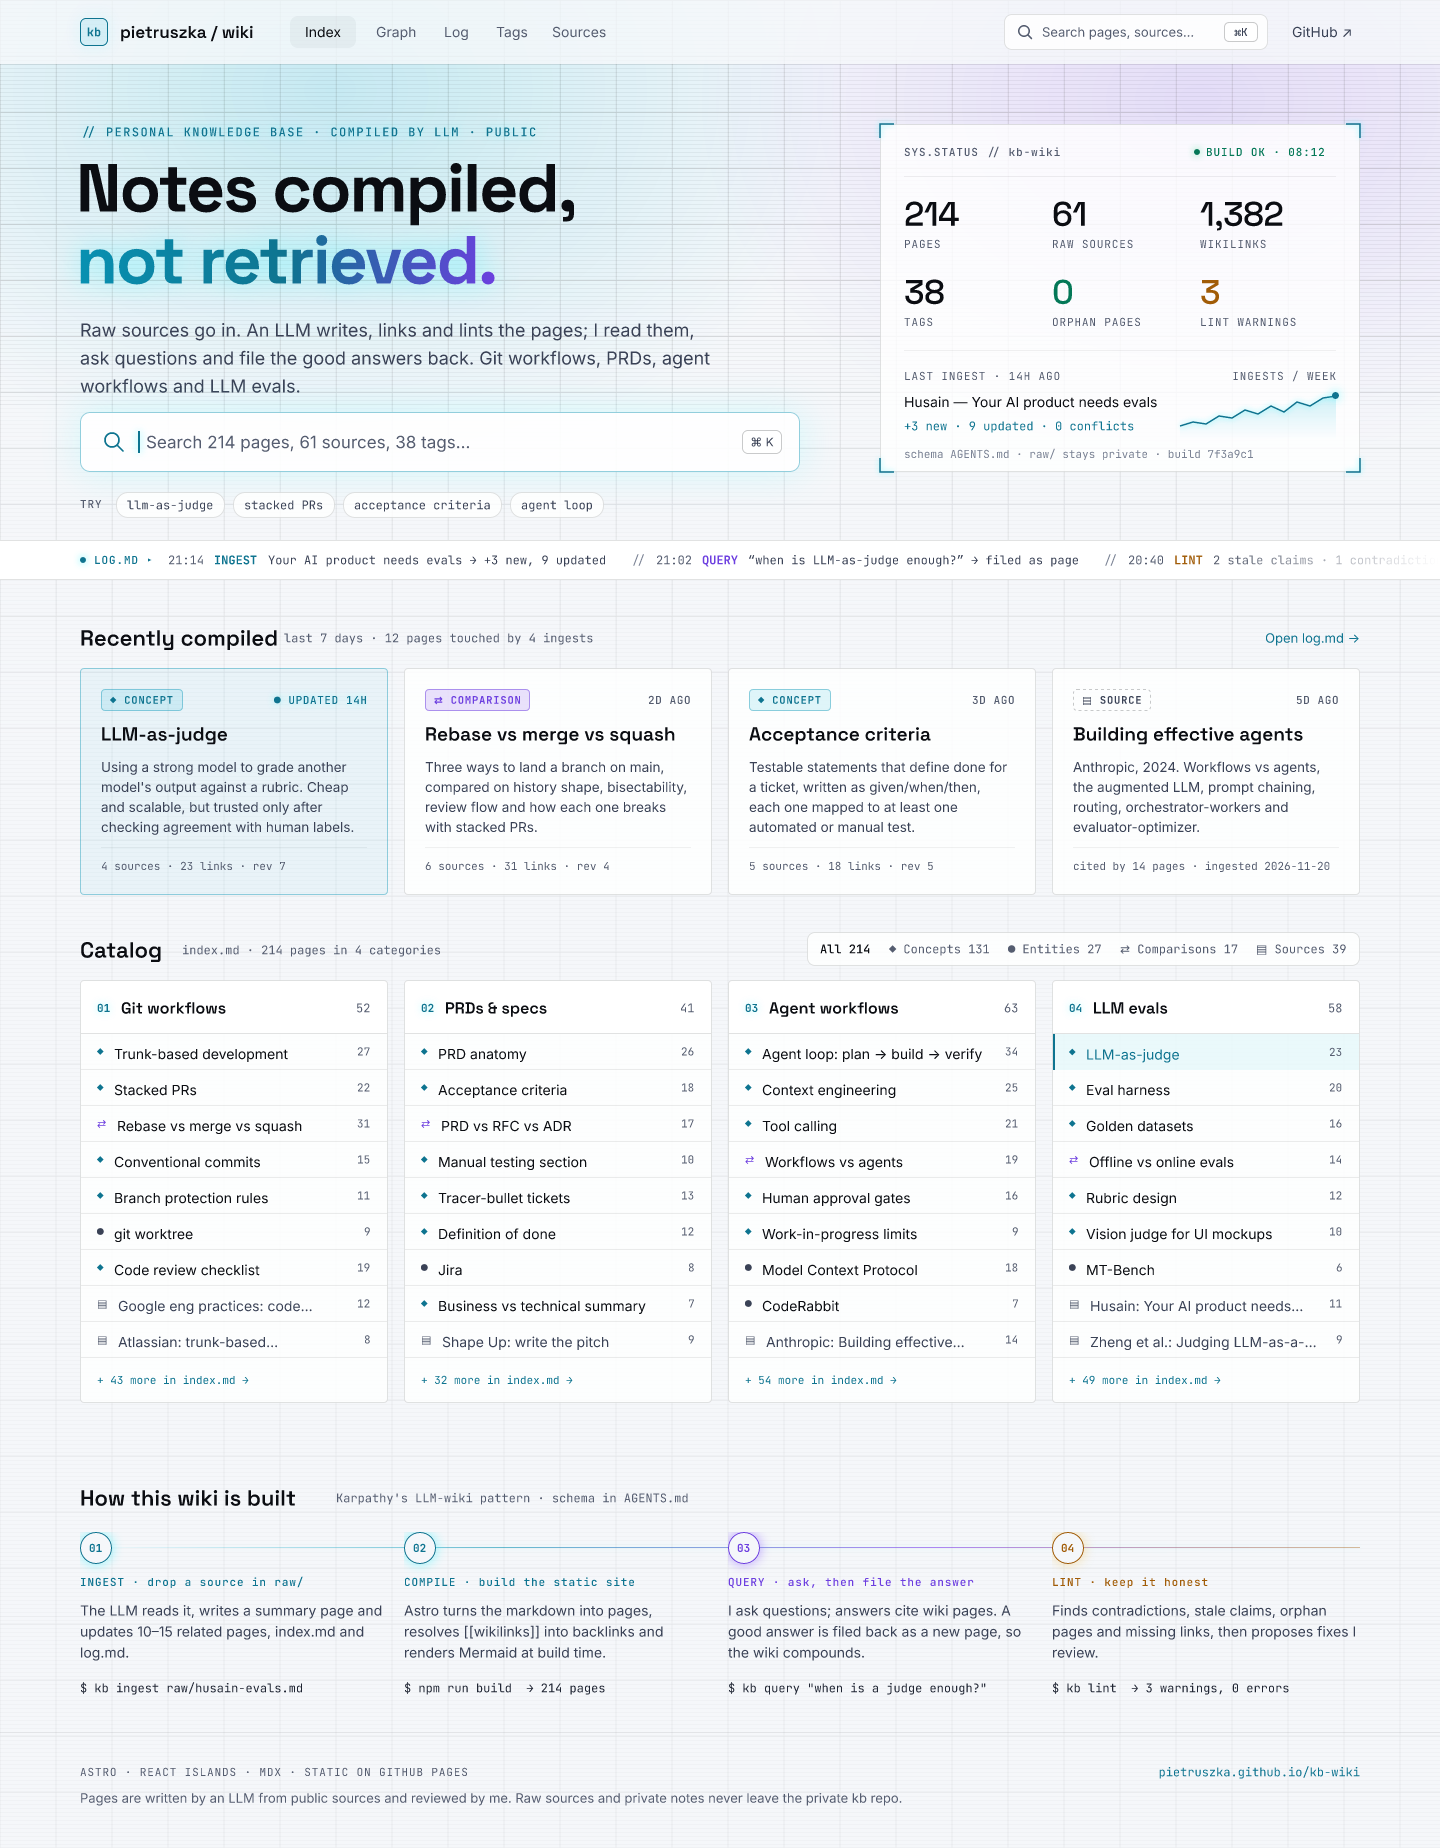 kb pietruszka / wiki Index Graph Log Tags Sources Search pages, sources... ⌘K GitHub ↗
// PERSONAL KNOWLEDGE BASE · COMPILED BY LLM · PUBLIC
Notes compiled,
not retrieved.
Raw sources go in. An LLM writes, links and lints the pages; I read them,
ask questions and file the good answers back. Git workflows, PRDs, agent
workflows and LLM evals.
Search 214 pages, 61 sources, 38 tags... ⌘ K
TRY llm-as-judge stacked PRs acceptance criteria agent loop
SYS.STATUS // kb-wiki ● BUILD OK · 08:12
214 61 1,382
PAGES RAW SOURCES WIKILINKS
38 0 3
TAGS ORPHAN PAGES LINT WARNINGS
LAST INGEST · 14H AGO INGESTS / WEEK
Husain — Your AI product needs evals
+3 new · 9 updated · 0 conflicts
schema AGENTS.md · raw/ stays private · build 7f3a9c1
● LOG.MD ▸ 21:14 INGEST Your AI product needs evals → +3 new, 9 updated // 21:02 QUERY “when is LLM-as-judge enough?” → filed as page // 20:40 LINT 2 stale claims · 1 contradicti
Recently compiled last 7 days · 12 pages touched by 4 ingests Open log.md →
◆ CONCEPT ● UPDATED 14H
LLM-as-judge
Using a strong model to grade another
model's output against a rubric. Cheap
and scalable, but trusted only after
checking agreement with human labels.
4 sources · 23 links · rev 7
⇄ COMPARISON 2D AGO
Rebase vs merge vs squash
Three ways to land a branch on main,
compared on history shape, bisectability,
review flow and how each one breaks
with stacked PRs.
6 sources · 31 links · rev 4
◆ CONCEPT 3D AGO
Acceptance criteria
Testable statements that define done for
a ticket, written as given/when/then,
each one mapped to at least one
automated or manual test.
5 sources · 18 links · rev 5
▤ SOURCE 5D AGO
Building effective agents
Anthropic, 2024. Workflows vs agents,
the augmented LLM, prompt chaining,
routing, orchestrator-workers and
evaluator-optimizer.
cited by 14 pages · ingested 2026-11-20
Catalog index.md · 214 pages in 4 categories All 214 ◆ Concepts 131 ● Entities 27 ⇄ Comparisons 17 ▤ Sources 39
01 Git workflows 52
◆ Trunk-based development 27
◆ Stacked PRs 22
⇄ Rebase vs merge vs squash 31
◆ Conventional commits 15
◆ Branch protection rules 11
● git worktree 9
◆ Code review checklist 19
▤ Google eng practices: code... 12
▤ Atlassian: trunk-based... 8
+ 43 more in index.md →
02 PRDs & specs 41
◆ PRD anatomy 26
◆ Acceptance criteria 18
⇄ PRD vs RFC vs ADR 17
◆ Manual testing section 10
◆ Tracer-bullet tickets 13
◆ Definition of done 12
● Jira 8
◆ Business vs technical summary 7
▤ Shape Up: write the pitch 9
+ 32 more in index.md →
03 Agent workflows 63
◆ Agent loop: plan → build → verify 34
◆ Context engineering 25
◆ Tool calling 21
⇄ Workflows vs agents 19
◆ Human approval gates 16
◆ Work-in-progress limits 9
● Model Context Protocol 18
● CodeRabbit 7
▤ Anthropic: Building effective... 14
+ 54 more in index.md →
04 LLM evals 58
◆ LLM-as-judge 23
◆ Eval harness 20
◆ Golden datasets 16
⇄ Offline vs online evals 14
◆ Rubric design 12
◆ Vision judge for UI mockups 10
● MT-Bench 6
▤ Husain: Your AI product needs... 11
▤ Zheng et al.: Judging LLM-as-a-... 9
+ 49 more in index.md →
How this wiki is built Karpathy's LLM-wiki pattern · schema in AGENTS.md
01
INGEST · drop a source in raw/
The LLM reads it, writes a summary page and
updates 10–15 related pages, index.md and
log.md.
$ kb ingest raw/husain-evals.md
02
COMPILE · build the static site
Astro turns the markdown into pages,
resolves [[wikilinks]] into backlinks and
renders Mermaid at build time.
$ npm run build → 214 pages
03
QUERY · ask, then file the answer
I ask questions; answers cite wiki pages. A
good answer is filed back as a new page, so
the wiki compounds.
$ kb query "when is a judge enough?"
04
LINT · keep it honest
Finds contradictions, stale claims, orphan
pages and missing links, then proposes fixes I
review.
$ kb lint → 3 warnings, 0 errors
ASTRO · REACT ISLANDS · MDX · STATIC ON GITHUB PAGES pietruszka.github.io/kb-wiki
Pages are written by an LLM from public sources and reviewed by me. Raw sources and private notes never leave the private kb repo.